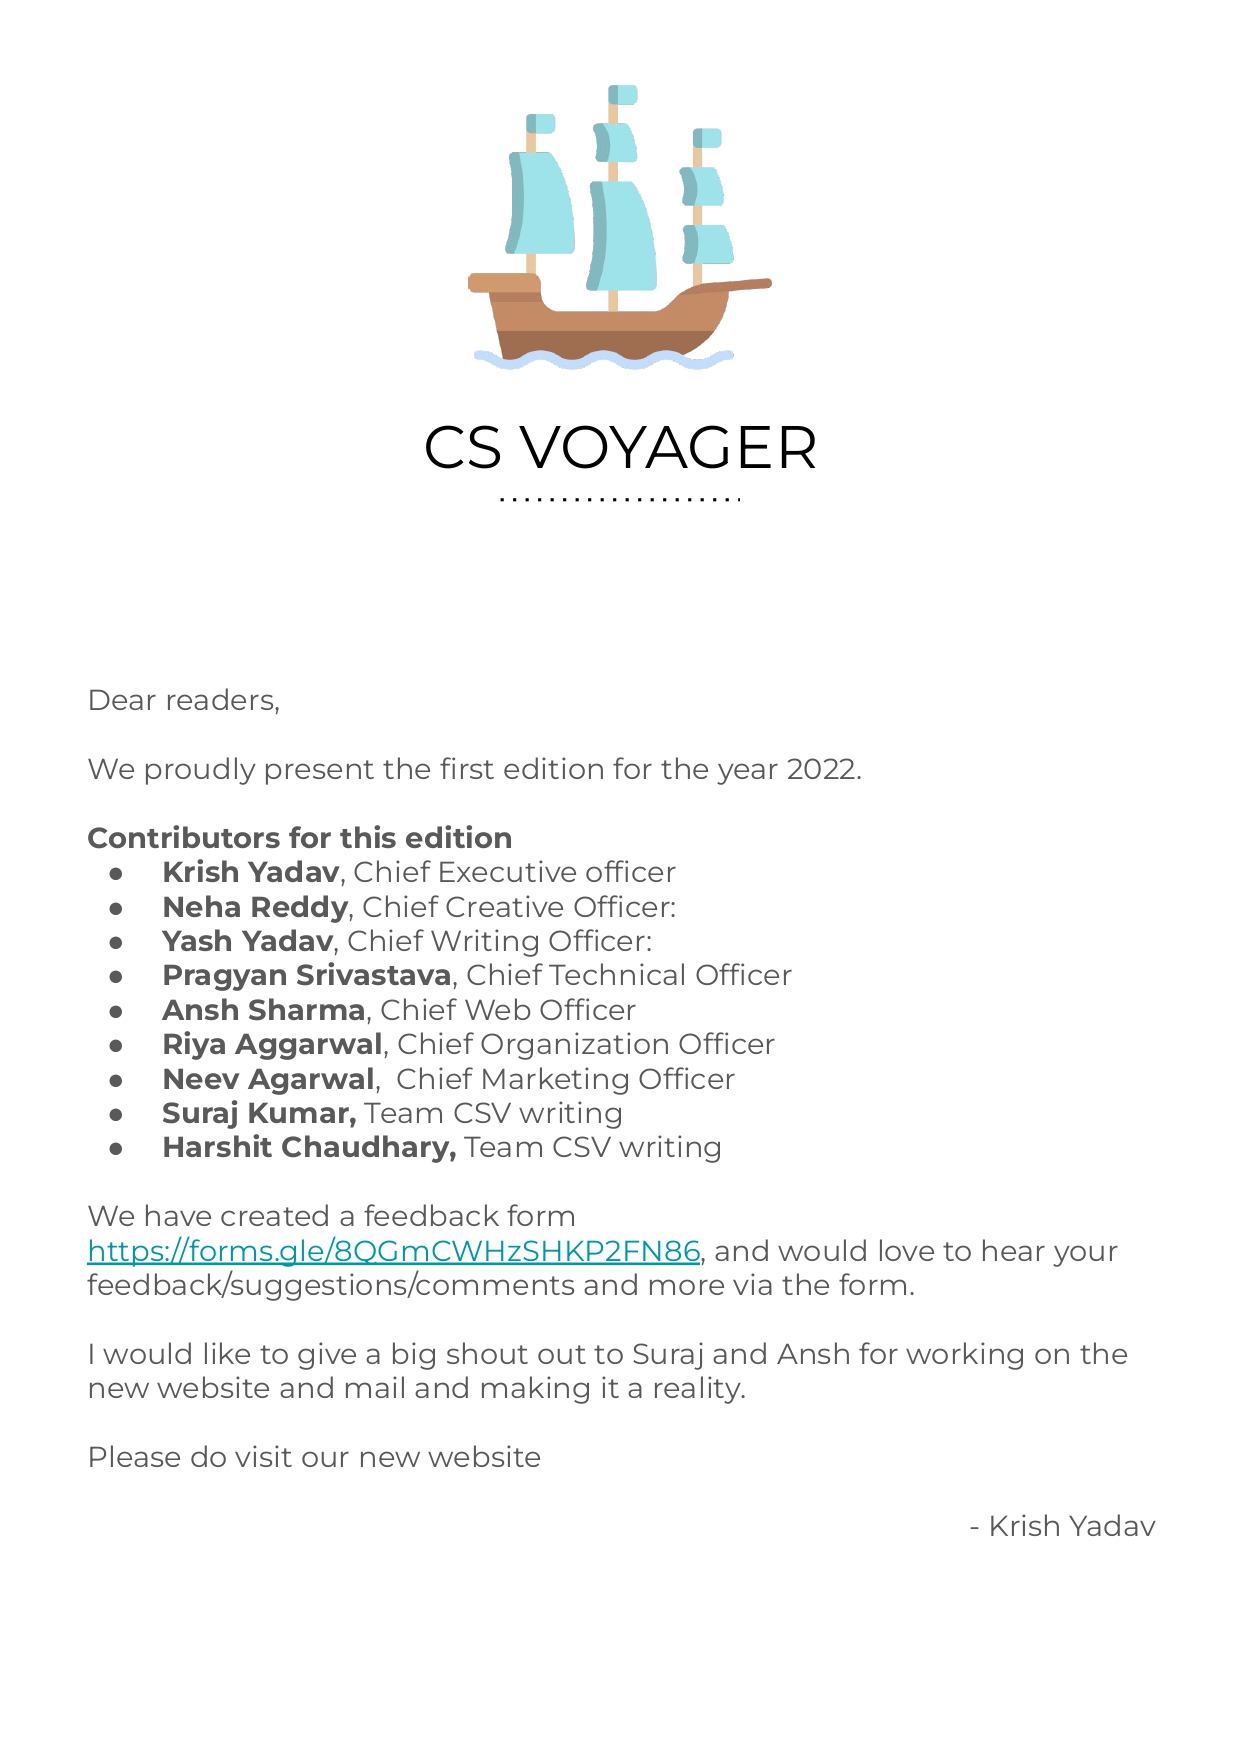 CS VOYAGER
Dear readers,
We proudly present the first edition for the year 2022.
Contributors for this edition
● Krish Yadav, Chief Executive officer
● Neha Reddy, Chief Creative Officer:
● Yash Yadav, Chief Writing Officer:
● Pragyan Srivastava, Chief Technical Officer
● Ansh Sharma, Chief Web Officer
● Riya Aggarwal, Chief Organization Officer
● Neev Agarwal,  Chief Marketing Officer
● Suraj Kumar, Team CSV writing
● Harshit Chaudhary, Team CSV writing
We have created a feedback form
https://forms.gle/8QGmCWHzSHKP2FN86, and would love to hear your
feedback/suggestions/comments and more via the form.
I would like to give a big shout out to Suraj and Ansh for working on the
new website and mail and making it a reality.
Please do visit our new website
- Krish Yadav